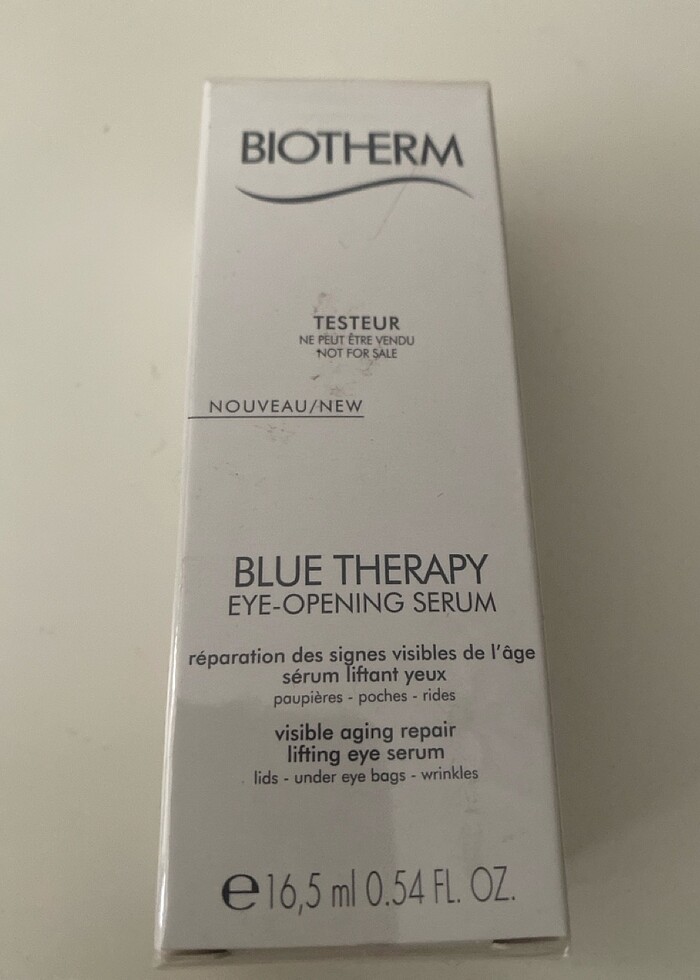 BIOTHERM
TESTEUR
NE PEUT ÊTRE VENDU
NOT FOR SALE
NOUVEAU/NEW
BLUE THERAPY
EYE-OPENING SERUM
réparation des signes visibles de l'âge
sérum liftant yeux
paupières - poches - rides
visible aging repair
lifting eye serum
lids - under eye bags - wrinkles
e 16,5 ml 0.54 FL. OZ.